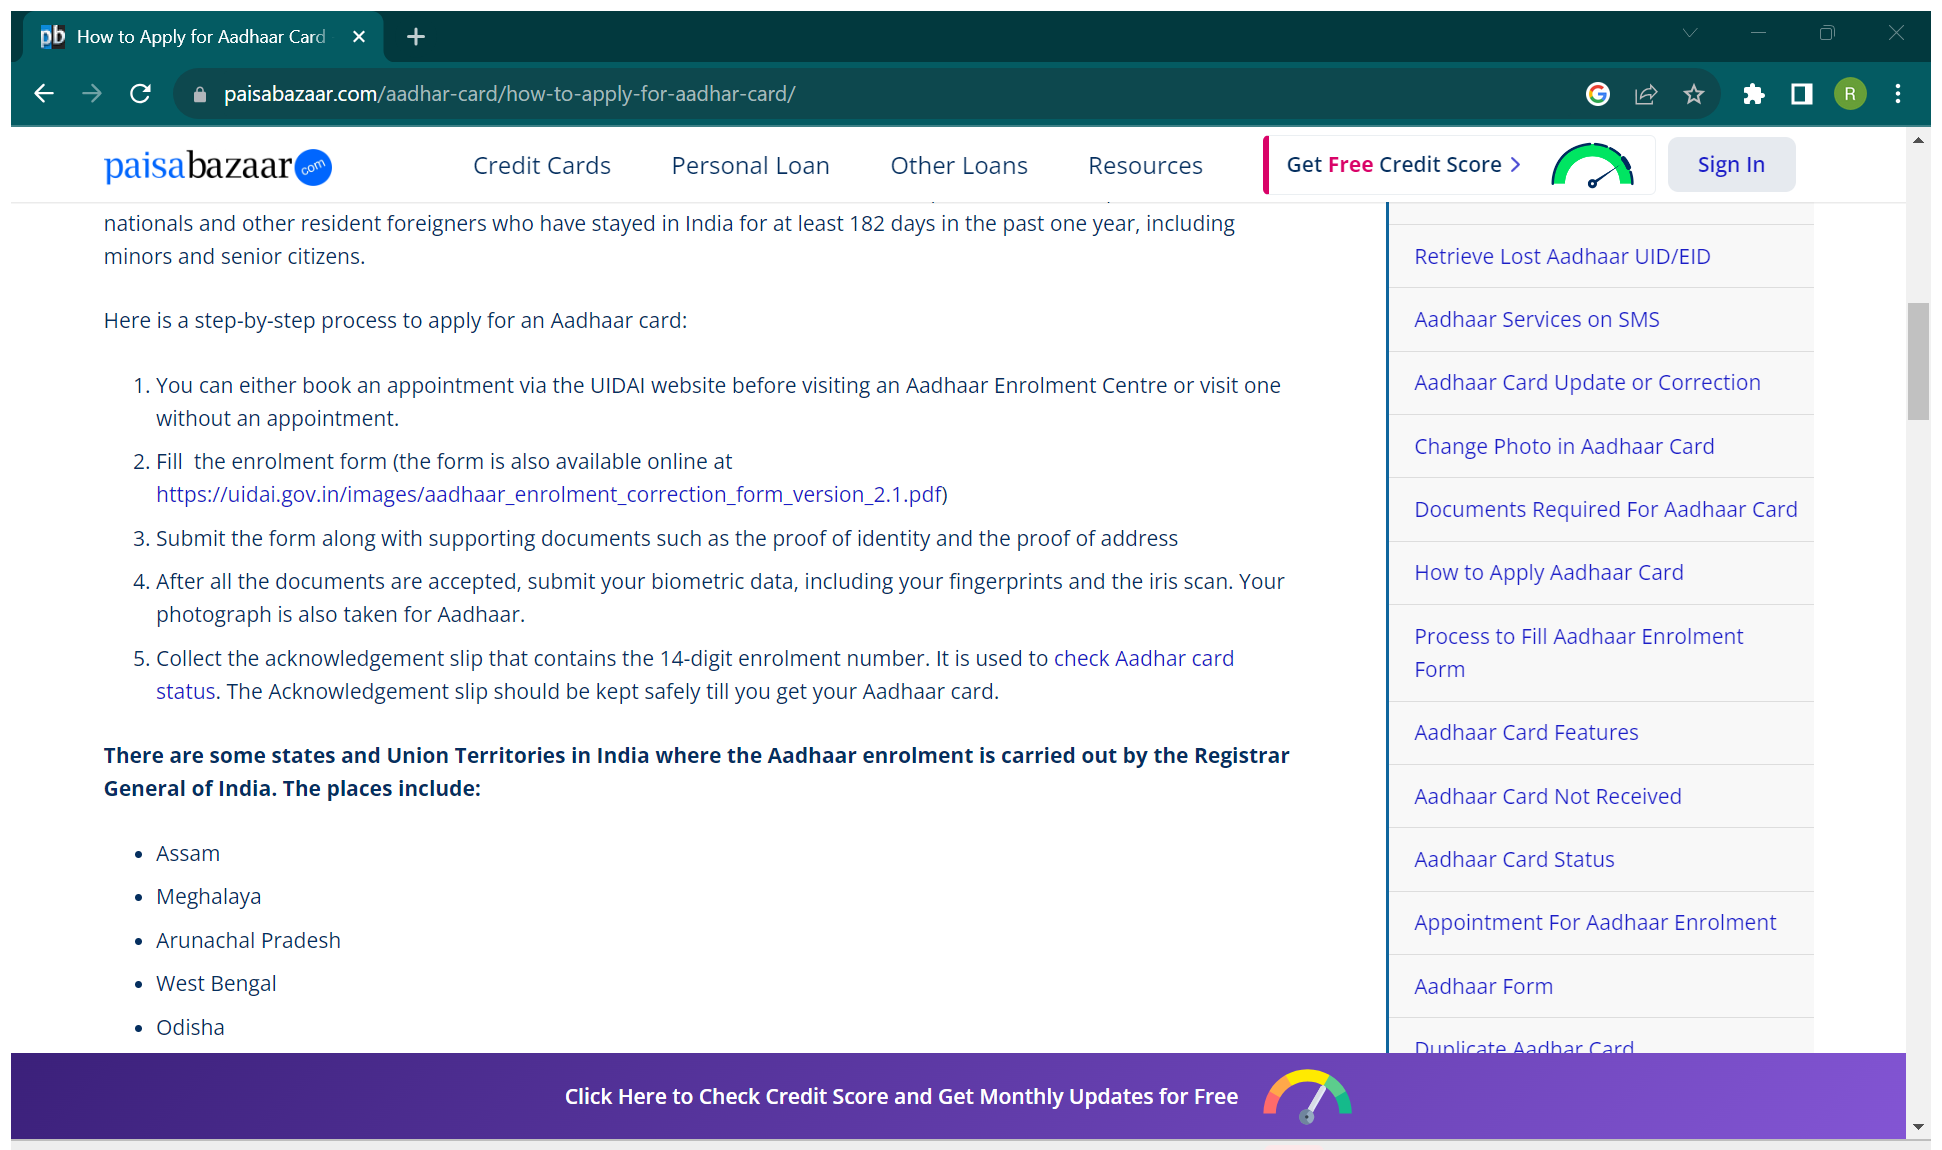 pb How to Apply for Aadhaar Card
paisabazaar.com/aadhar-card/how-to-apply-for-aadhar-card/
R
paisabazaar.com
Credit Cards
Personal Loan
Other Loans
Resources
Get Free Credit Score >
Sign In
nationals and other resident foreigners who have stayed in India for at least 182 days in the past one year, including
minors and senior citizens.
Here is a step-by-step process to apply for an Aadhaar card:
1. You can either book an appointment via the UIDAI website before visiting an Aadhaar Enrolment Centre or visit one
without an appointment.
2. Fill  the enrolment form (the form is also available online at
https://uidai.gov.in/images/aadhaar_enrolment_correction_form_version_2.1.pdf)
3. Submit the form along with supporting documents such as the proof of identity and the proof of address
4. After all the documents are accepted, submit your biometric data, including your fingerprints and the iris scan. Your
photograph is also taken for Aadhaar.
5. Collect the acknowledgement slip that contains the 14-digit enrolment number. It is used to check Aadhar card
status. The Acknowledgement slip should be kept safely till you get your Aadhaar card.
There are some states and Union Territories in India where the Aadhaar enrolment is carried out by the Registrar
General of India. The places include:
• Assam
• Meghalaya
• Arunachal Pradesh
• West Bengal
• Odisha
Retrieve Lost Aadhaar UID/EID
Aadhaar Services on SMS
Aadhaar Card Update or Correction
Change Photo in Aadhaar Card
Documents Required For Aadhaar Card
How to Apply Aadhaar Card
Process to Fill Aadhaar Enrolment
Form
Aadhaar Card Features
Aadhaar Card Not Received
Aadhaar Card Status
Appointment For Aadhaar Enrolment
Aadhaar Form
Duplicate Aadhar Card
Click Here to Check Credit Score and Get Monthly Updates for Free